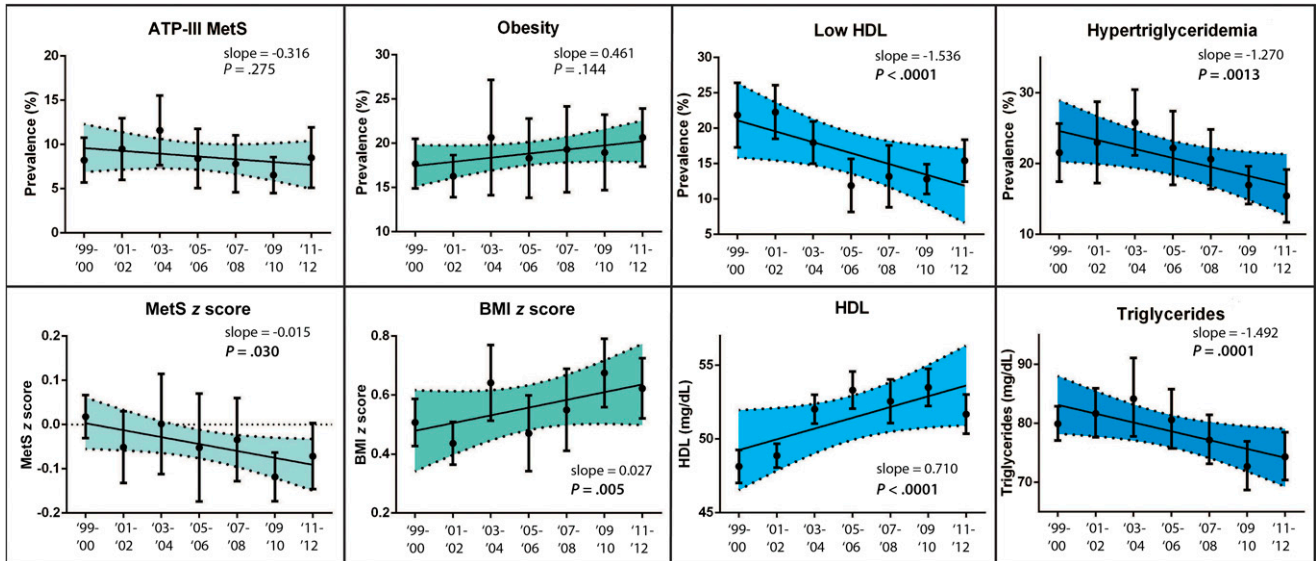 ATP-III MetS
slope = -0.316
P = .275
Prevalence (%)
20
15
10
5
0
'99- '01- '03- '05- '07- '09 '11-
'00 '02 '04 '06 '08 '10 '12
Obesity
slope = 0.461
P = .144
Prevalence (%)
30
25
20
15
10
'99- '01- '03- '05- '07- '09 '11-
'00 '02 '04 '06 '08 '10 '12
Low HDL
slope = -1.536
P < .0001
Prevalence (%)
30
25
20
15
10
5
'99- '01- '03- '05- '07- '09 '11-
'00 '02 '04 '06 '08 '10 '12
Hypertriglyceridemia
slope = -1.270
P = .0013
Prevalence (%)
40
30
20
10
'99- '01- '03- '05- '07- '09 '11-
'00 '02 '04 '06 '08 '10 '12
MetS z score
slope = -0.015
P = .030
MetS z score
0.2
0.1
0.0
-0.1
-0.2
'99- '01- '03- '05- '07- '09 '11-
'00 '02 '04 '06 '08 '10 '12
BMI z score
BMI z score
0.8
0.6
0.4
0.2
slope = 0.027
P = .005
'99- '01- '03- '05- '07- '09 '11-
'00 '02 '04 '06 '08 '10 '12
HDL
HDL (mg/dL)
55
50
45
slope = 0.710
P < .0001
'99- '01- '03- '05- '07- '09 '11-
'00 '02 '04 '06 '08 '10 '12
Triglycerides
slope = -1.492
P = .0001
Triglycerides (mg/dL)
90
80
70
'99- '01- '03- '05- '07- '09 '11-
'00 '02 '04 '06 '08 '10 '12